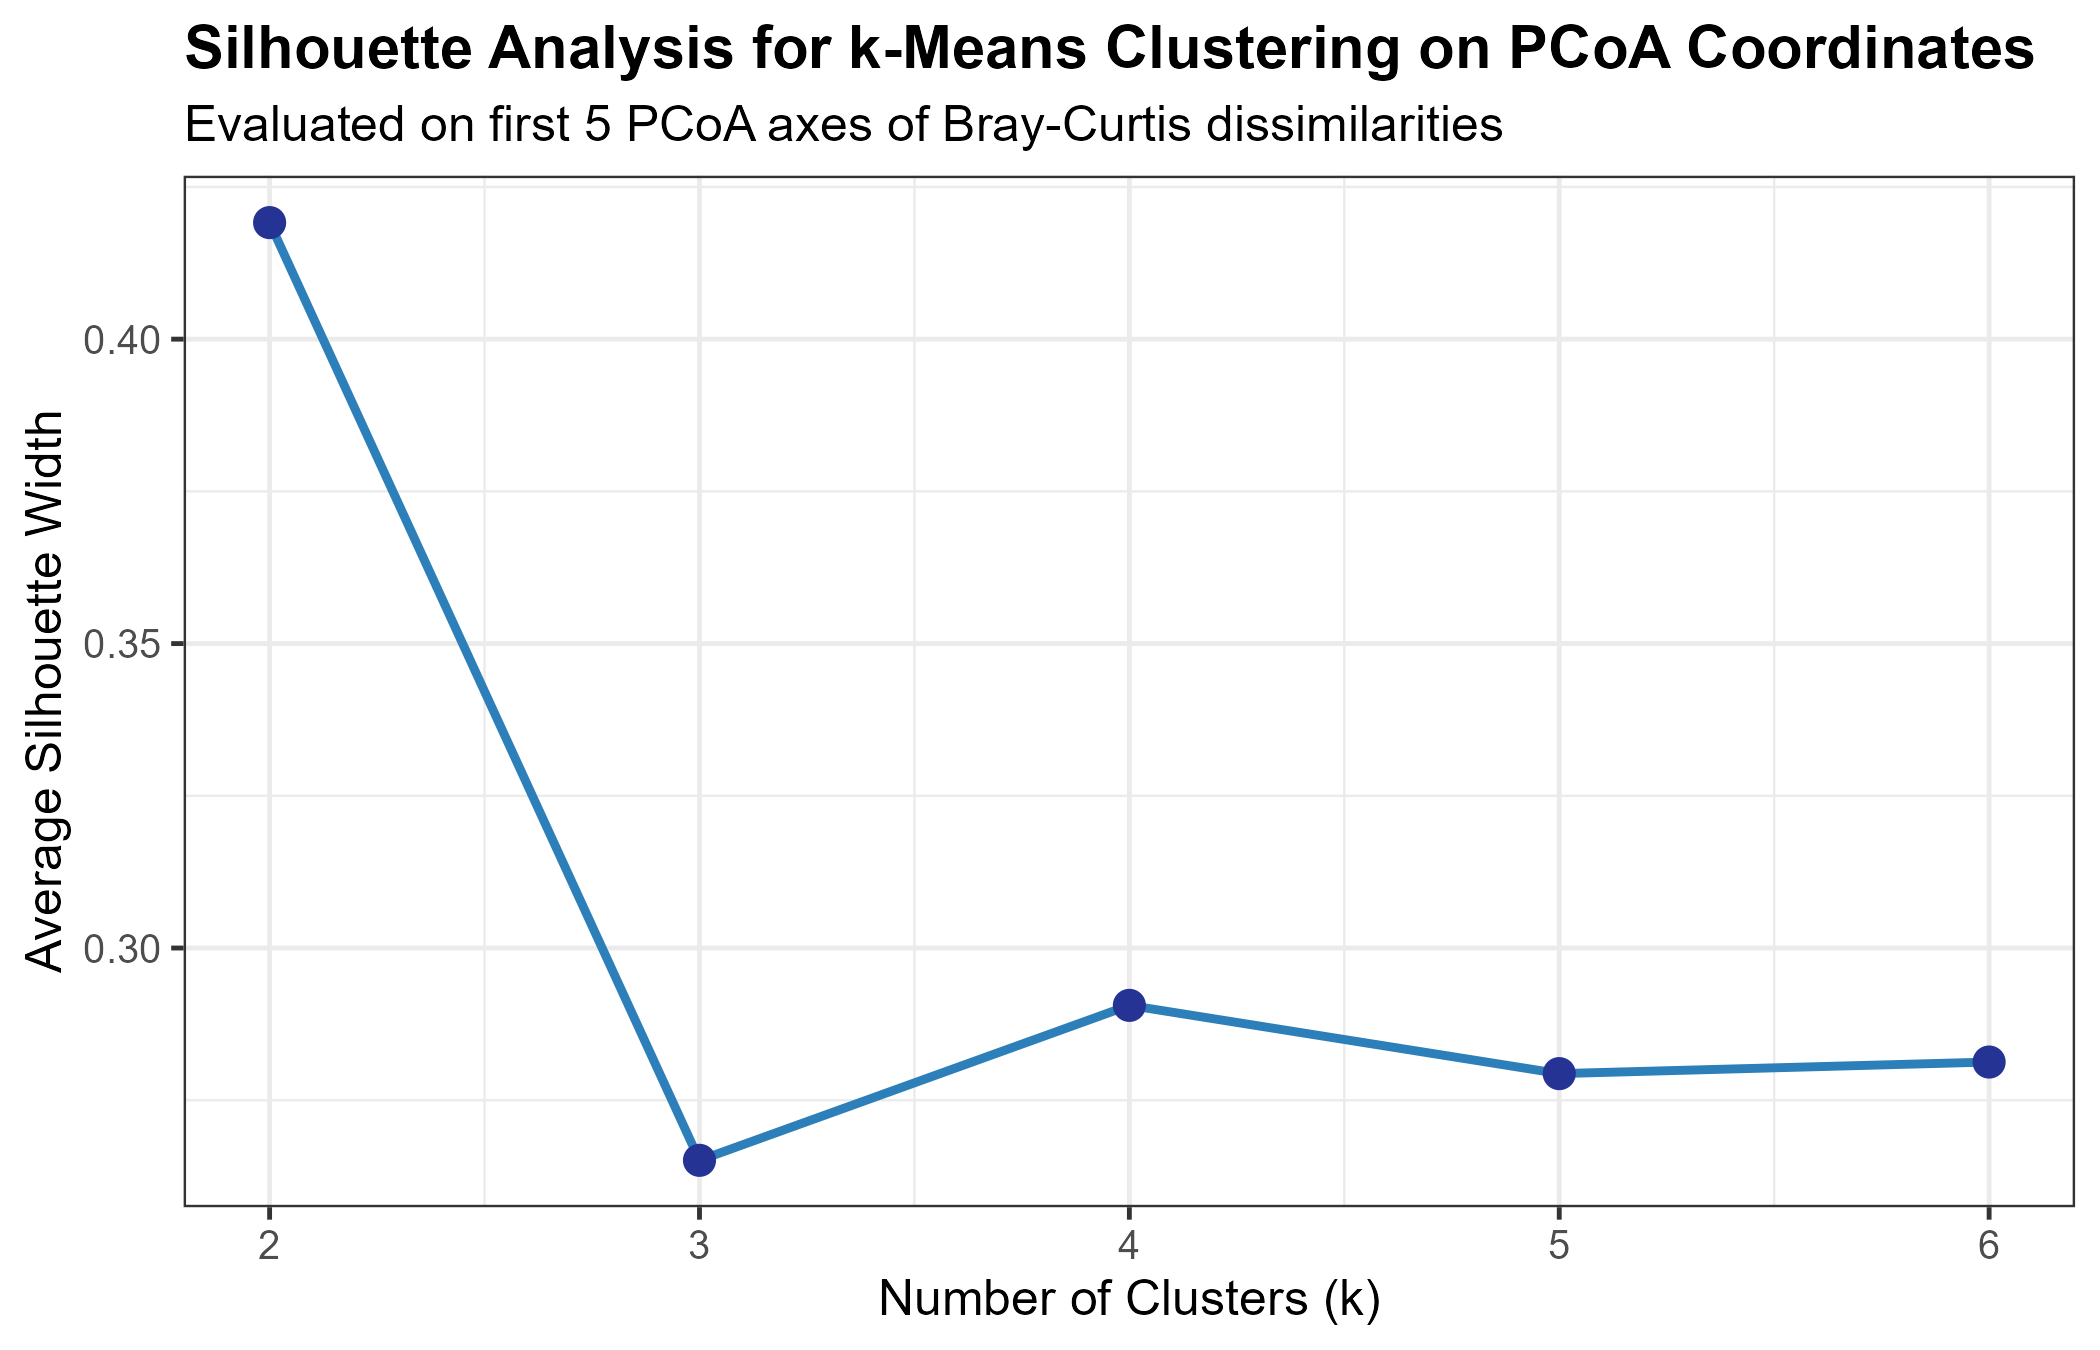 Silhouette Analysis for k-Means Clustering on PCoA Coordinates
Evaluated on first 5 PCoA axes of Bray-Curtis dissimilarities
Average Silhouette Width
0.40
0.35
0.30
2 3 4 5 6
Number of Clusters (k)